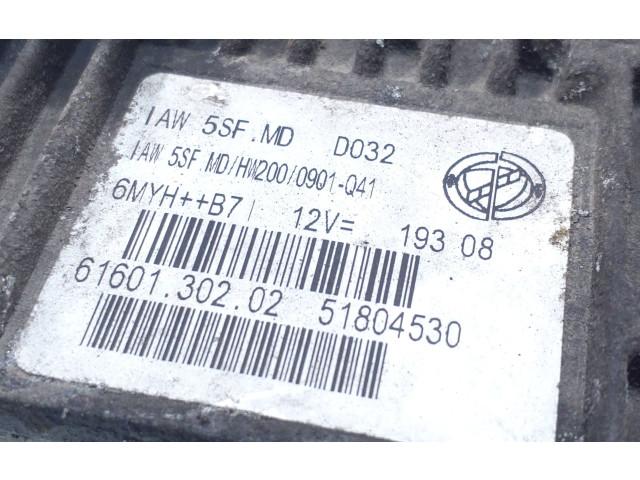 IAW 5SF.MD D032
IAW 5SF.MD/HW200/0901-Q41
6MYH++B7 12V= 193 08
61601.302.02 51804530